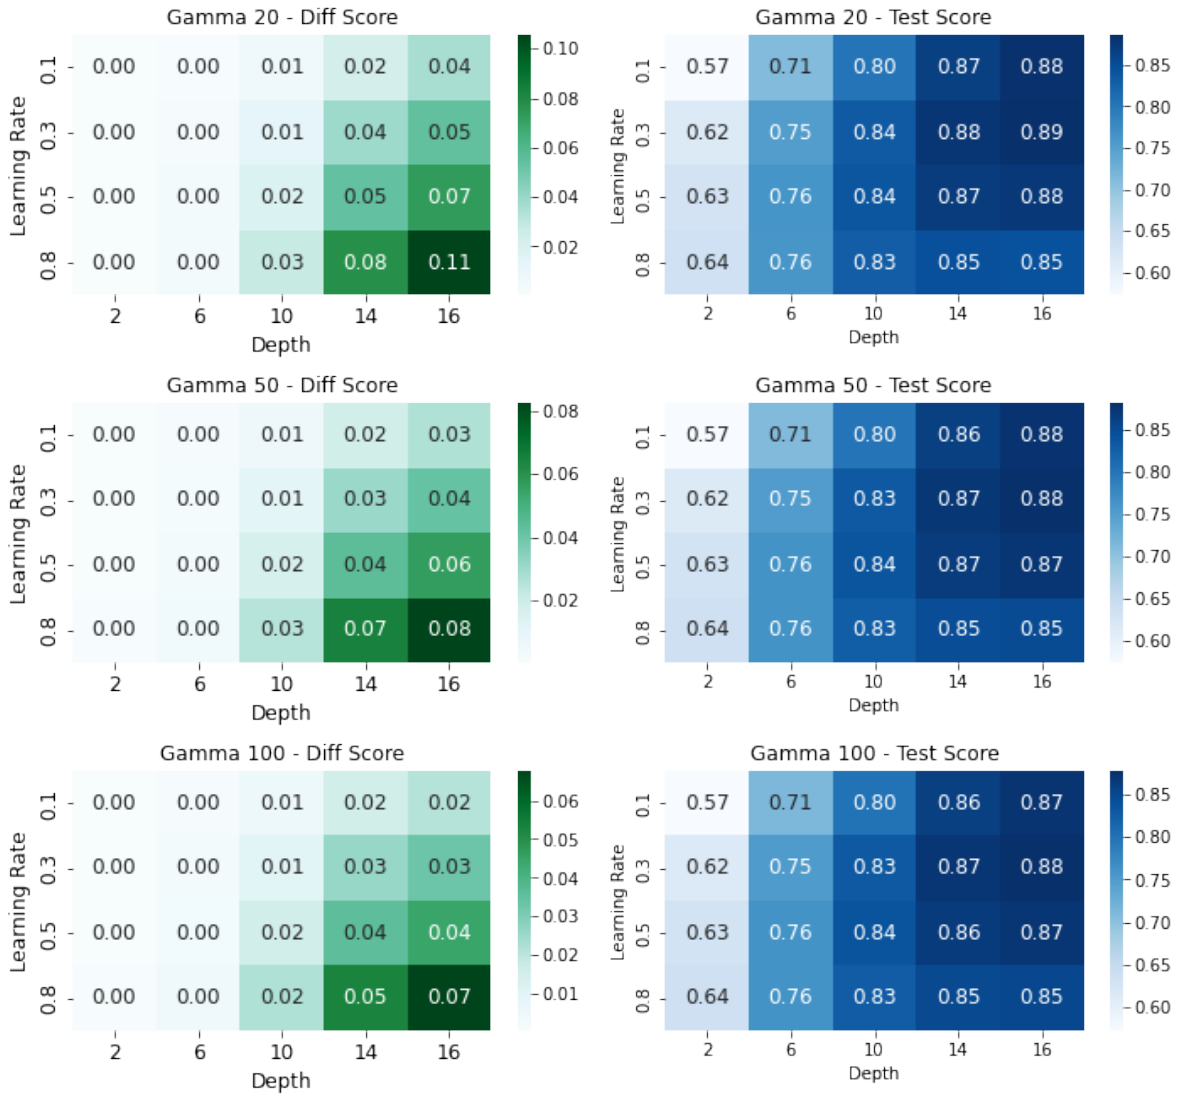 Gamma 20 - Diff Score
Learning Rate
0.1 0.00 0.00 0.01 0.02 0.04
0.3 0.00 0.00 0.01 0.04 0.05
0.5 0.00 0.00 0.02 0.05 0.07
0.8 0.00 0.00 0.03 0.08 0.11
2 6 10 14 16
Depth
0.10
0.08
0.06
0.04
0.02
Gamma 20 - Test Score
Learning Rate
0.1 0.57 0.71 0.80 0.87 0.88
0.3 0.62 0.75 0.84 0.88 0.89
0.5 0.63 0.76 0.84 0.87 0.88
0.8 0.64 0.76 0.83 0.85 0.85
2 6 10 14 16
Depth
0.85
0.80
0.75
0.70
0.65
0.60
Gamma 50 - Diff Score
Learning Rate
0.1 0.00 0.00 0.01 0.02 0.03
0.3 0.00 0.00 0.01 0.03 0.04
0.5 0.00 0.00 0.02 0.04 0.06
0.8 0.00 0.00 0.03 0.07 0.08
2 6 10 14 16
Depth
0.08
0.06
0.04
0.02
Gamma 50 - Test Score
Learning Rate
0.1 0.57 0.71 0.80 0.86 0.88
0.3 0.62 0.75 0.83 0.87 0.88
0.5 0.63 0.76 0.84 0.87 0.87
0.8 0.64 0.76 0.83 0.85 0.85
2 6 10 14 16
Depth
0.85
0.80
0.75
0.70
0.65
0.60
Gamma 100 - Diff Score
Learning Rate
0.1 0.00 0.00 0.01 0.02 0.02
0.3 0.00 0.00 0.01 0.03 0.03
0.5 0.00 0.00 0.02 0.04 0.04
0.8 0.00 0.00 0.02 0.05 0.07
2 6 10 14 16
Depth
0.06
0.05
0.04
0.03
0.02
0.01
Gamma 100 - Test Score
Learning Rate
0.1 0.57 0.71 0.80 0.86 0.87
0.3 0.62 0.75 0.83 0.87 0.88
0.5 0.63 0.76 0.84 0.86 0.87
0.8 0.64 0.76 0.83 0.85 0.85
2 6 10 14 16
Depth
0.85
0.80
0.75
0.70
0.65
0.60